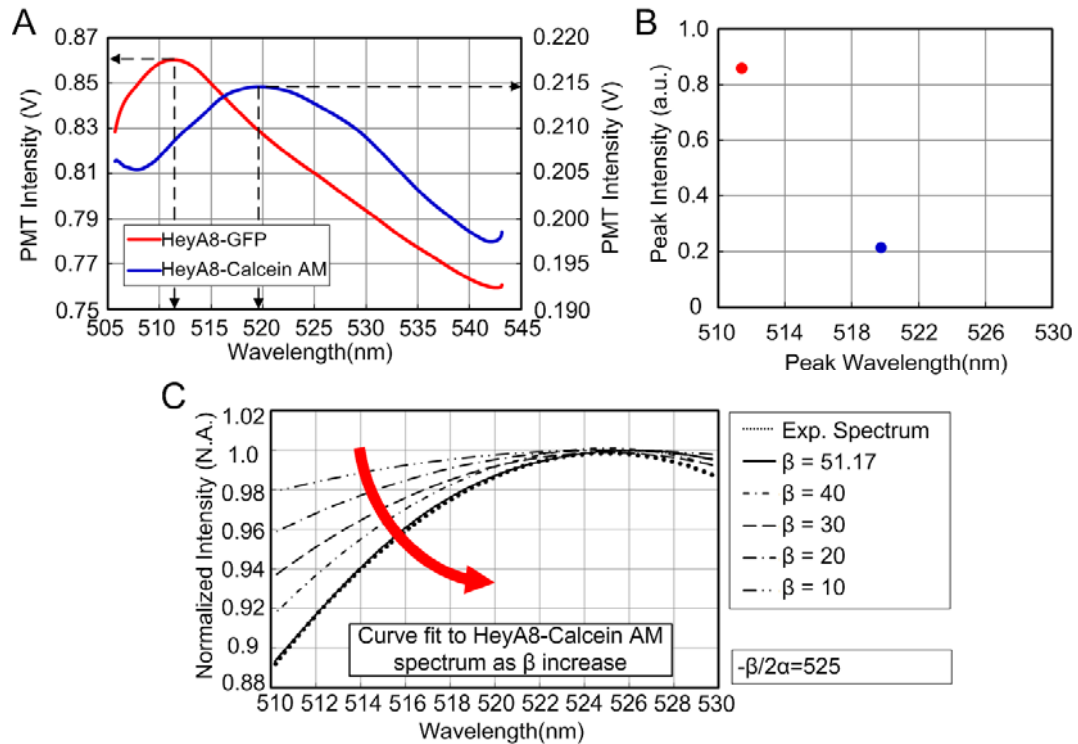 A
0.87
0.85
0.83
0.81
0.79
0.77
0.75
PMT Intensity (V)
0.220
0.215
0.210
0.205
0.200
0.195
0.190
PMT Intensity (V)
HeyA8-GFP
HeyA8-Calcein AM
505 510 515 520 525 530 535 540 545
Wavelength(nm)
B
1.0
0.8
0.6
0.4
0.2
0
Peak Intensity (a.u.)
510 514 518 522 526 530
Peak Wavelength(nm)
C
1.02
1.0
0.98
0.96
0.94
0.92
0.9
0.88
Normalized Intensity (N.A.)
Curve fit to HeyA8-Calcein AM
spectrum as β increase
510 512 514 516 518 520 522 524 526 528 530
Wavelength(nm)
Exp. Spectrum
β = 51.17
β = 40
β = 30
β = 20
β = 10
-β/2α=525